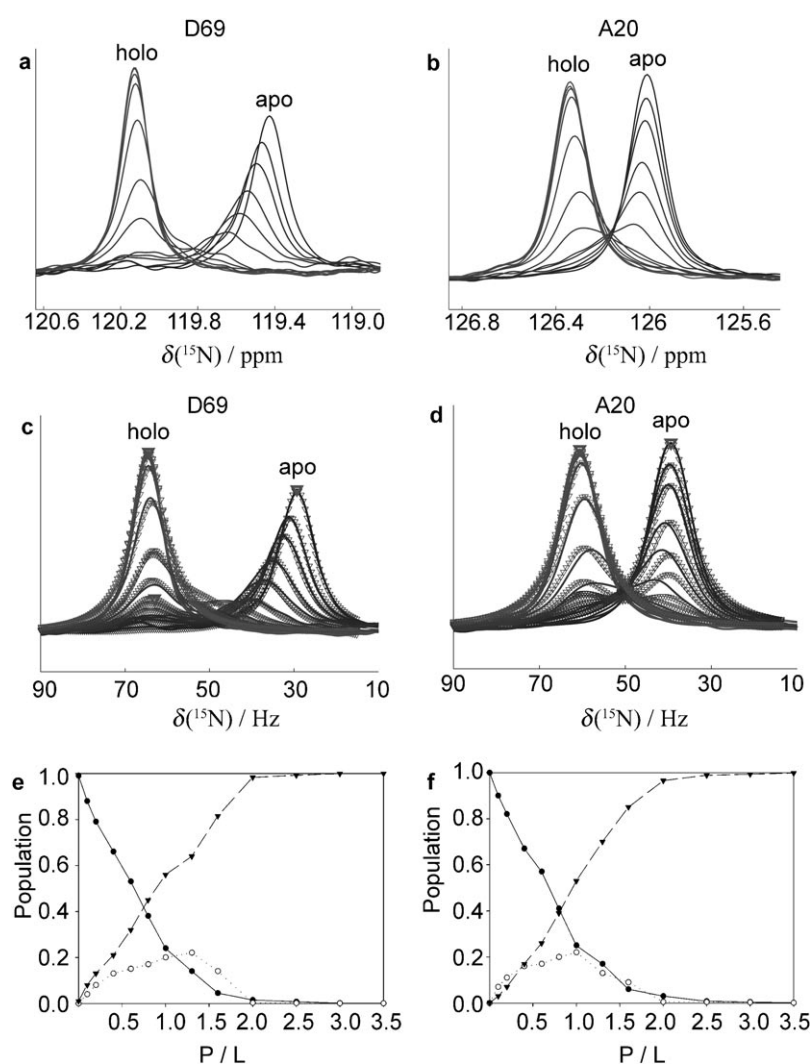 D69
A20
a
holo
apo
b
holo
apo
120.6 120.2 119.8 119.4 119.0
126.8 126.4 126 125.6
δ(¹⁵N) / ppm
δ(¹⁵N) / ppm
D69
A20
c
holo
apo
d
holo
apo
90 70 50 30 10
90 70 50 30 10
δ(¹⁵N) / Hz
δ(¹⁵N) / Hz
e
1.0
0.8
0.6
0.4
0.2
0.0
Population
0.5 1.0 1.5 2.0 2.5 3.0 3.5
P / L
f
1.0
0.8
0.6
0.4
0.2
0.0
Population
0.5 1.0 1.5 2.0 2.5 3.0 3.5
P / L